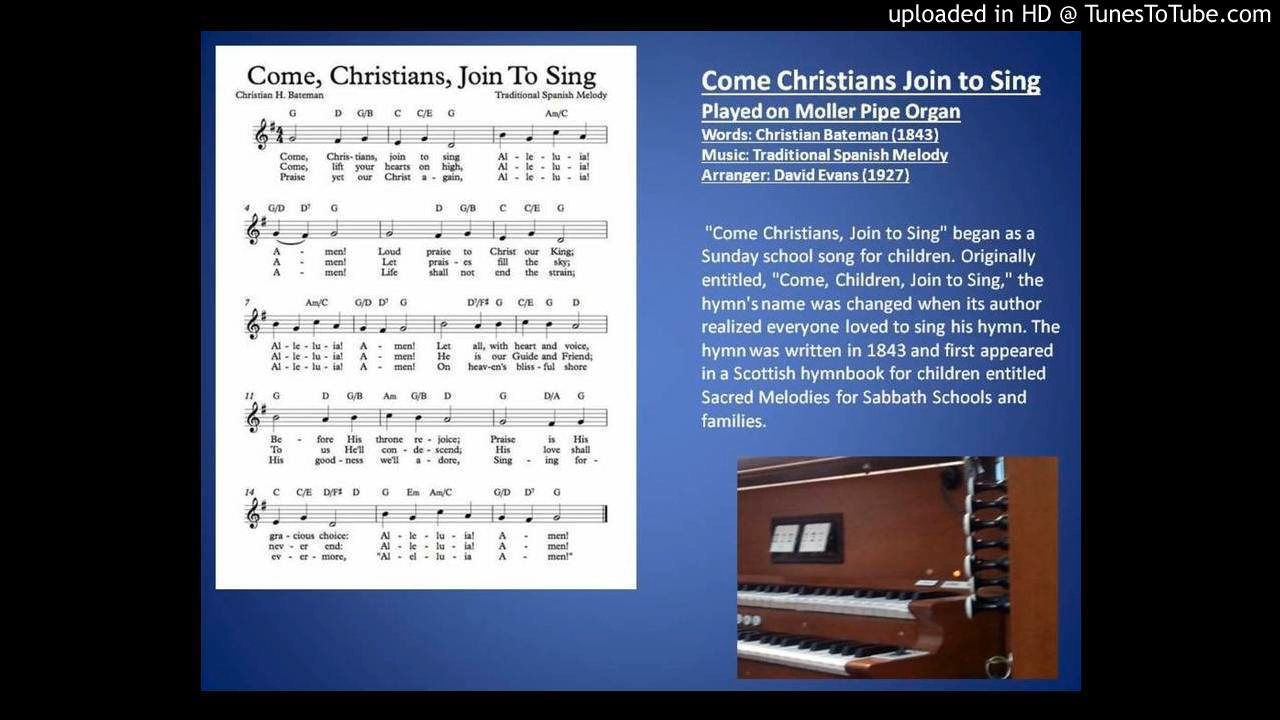 uploaded in HD @ TunesToTube.com
Come, Christians, Join To Sing
Christian H. Bateman Traditional Spanish Melody
G D G/B C C/E G Am/C
Come, Chris- tians, join to sing Al - le - lu - ia!
Come, lift your hearts on high, Al - le - lu - ia!
Praise yet our Christ a - gain, Al - le - lu - ia!
4 G/D D7 G D G/B C C/E G
A - men! Loud praise to Christ our King;
A - men! Let prais - es fill the sky;
A - men! Life shall not end the strain;
7 Am/C G/D D7 G D7/F# G C/E G D
Al - le - lu - ia! A - men! Let all, with heart and voice,
Al - le - lu - ia! A - men! He is our Guide and Friend;
Al - le - lu - ia! A - men! On heav-en's bliss - ful shore
11 G D G/B Am G/B D G D/A G
Be - fore His throne re - joice; Praise is His
To us He'll con - de - scend; His love shall
His good - ness we'll a - dore, Sing - ing for -
14 C C/E D/F# D G Em Am/C G/D D7 G
gra - cious choice: Al - le - lu - ia! A - men!
nev - er end: Al - le - lu - ia! A - men!
ev - er - more, "Al - el - lu - ia A - men!"
Come Christians Join to Sing
Played on Moller Pipe Organ
Words: Christian Bateman (1843)
Music: Traditional Spanish Melody
Arranger: David Evans (1927)
"Come Christians, Join to Sing" began as a
Sunday school song for children. Originally
entitled, "Come, Children, Join to Sing," the
hymn's name was changed when its author
realized everyone loved to sing his hymn. The
hymn was written in 1843 and first appeared
in a Scottish hymnbook for children entitled
Sacred Melodies for Sabbath Schools and
families.